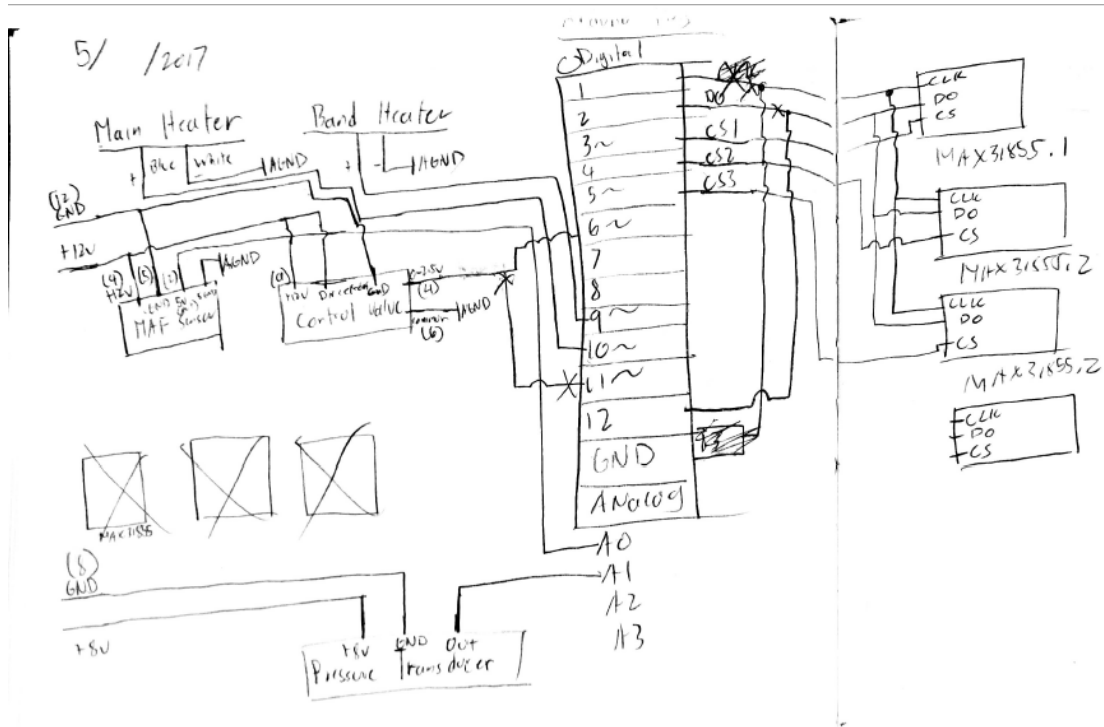 5/ /2017
Main Heater
Blue
White
+
-
AGND
Band Heater
+
-
AGND
(12)
GND
+12v
(4)
+12v
(5)
GND
5v
AGND
MAF Sensor
+12v
Direction
GND
Control Valve
0-2.5v
(4)
(6)
AGND
Digital
1
2
3~
4
5~
6~
7
8
9~
10~
11~
12
GND
ANalog
A0
A1
A2
A3
DO
CS1
CS2
CS3
CLK
DO
CS
MAX31855.1
CLK
DO
CS
MAX31855.2
CLK
DO
CS
MAX31855.2
CLK
DO
CS
MAX31855
(8)
GND
+8v
+8v
GND
Out
Pressure Transducer